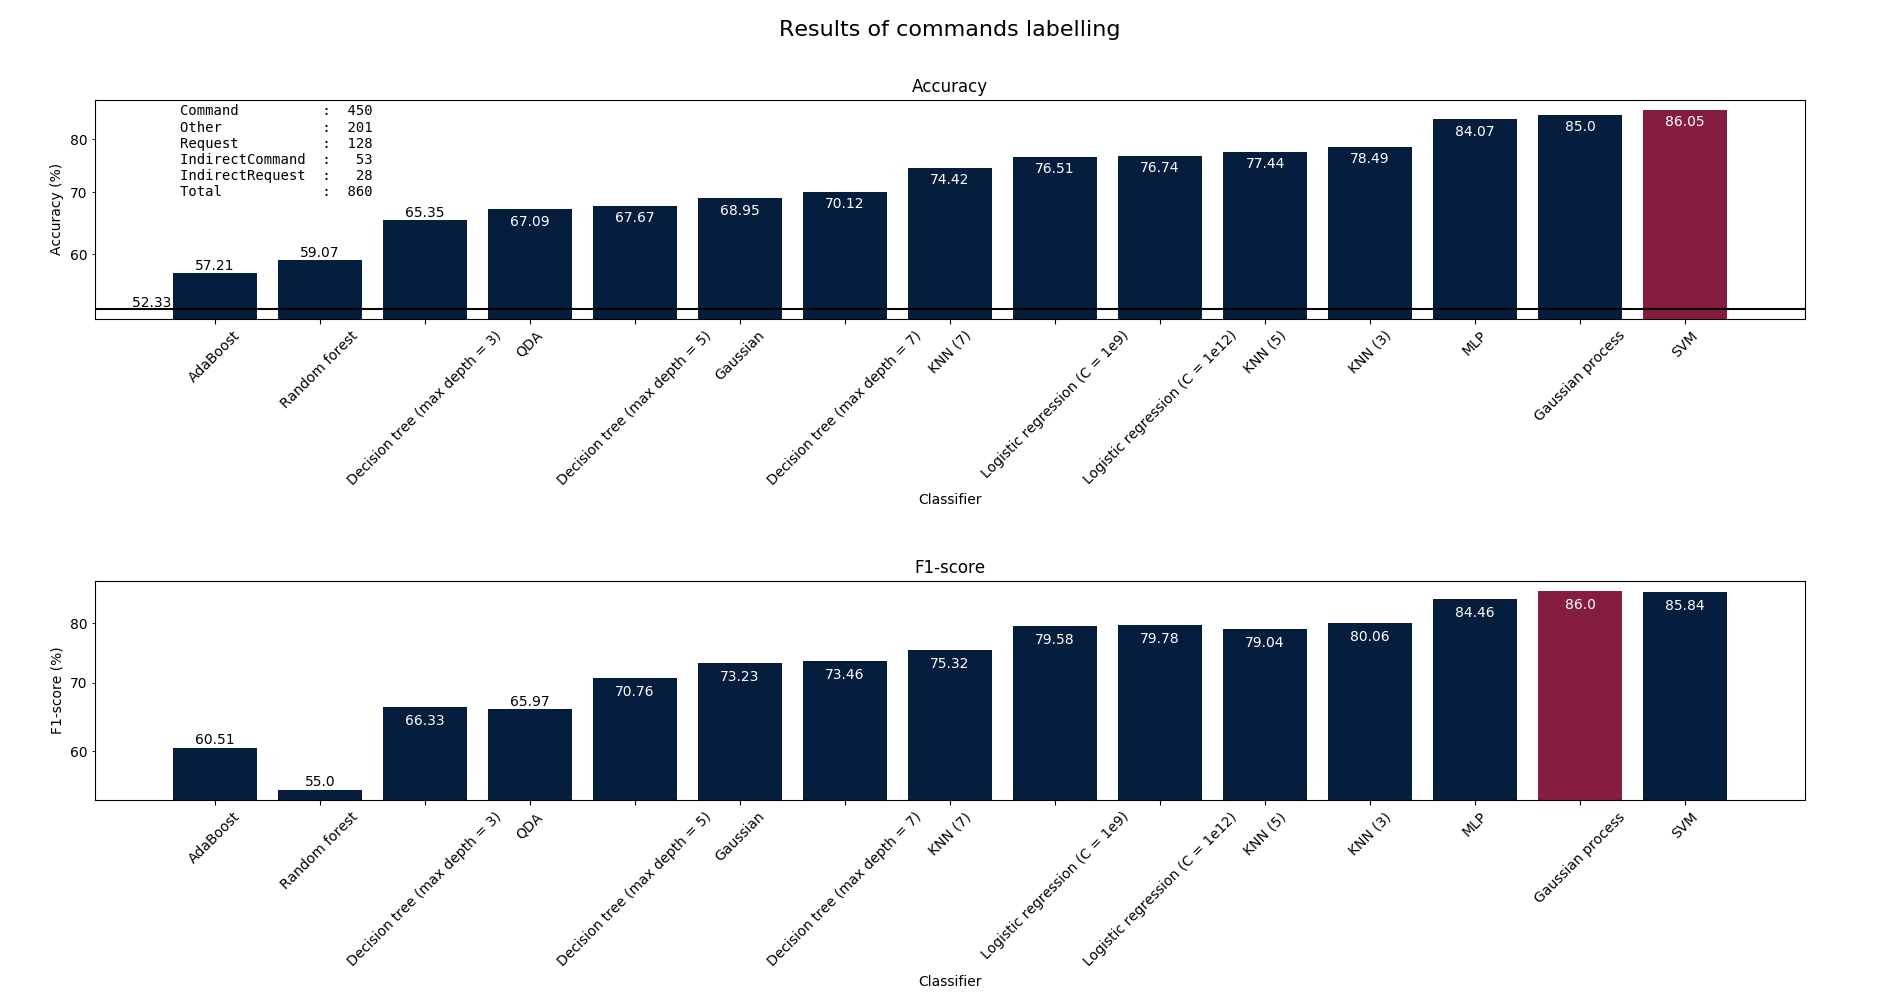 Results of commands labelling
Accuracy
Command : 450
Other : 201
Request : 128
IndirectCommand : 53
IndirectRequest : 28
Total : 860
Accuracy (%)
80
70
60
52.33
57.21
59.07
65.35
67.09
67.67
68.95
70.12
74.42
76.51
76.74
77.44
78.49
84.07
85.0
86.05
AdaBoost
Random forest
Decision tree (max depth = 3)
QDA
Decision tree (max depth = 5)
Gaussian
Decision tree (max depth = 7)
KNN (7)
Logistic regression (C = 1e9)
Logistic regression (C = 1e12)
KNN (5)
KNN (3)
MLP
Gaussian process
SVM
Classifier
F1-score
F1-score (%)
80
70
60
60.51
55.0
66.33
65.97
70.76
73.23
73.46
75.32
79.58
79.78
79.04
80.06
84.46
86.0
85.84
AdaBoost
Random forest
Decision tree (max depth = 3)
QDA
Decision tree (max depth = 5)
Gaussian
Decision tree (max depth = 7)
KNN (7)
Logistic regression (C = 1e9)
Logistic regression (C = 1e12)
KNN (5)
KNN (3)
MLP
Gaussian process
SVM
Classifier